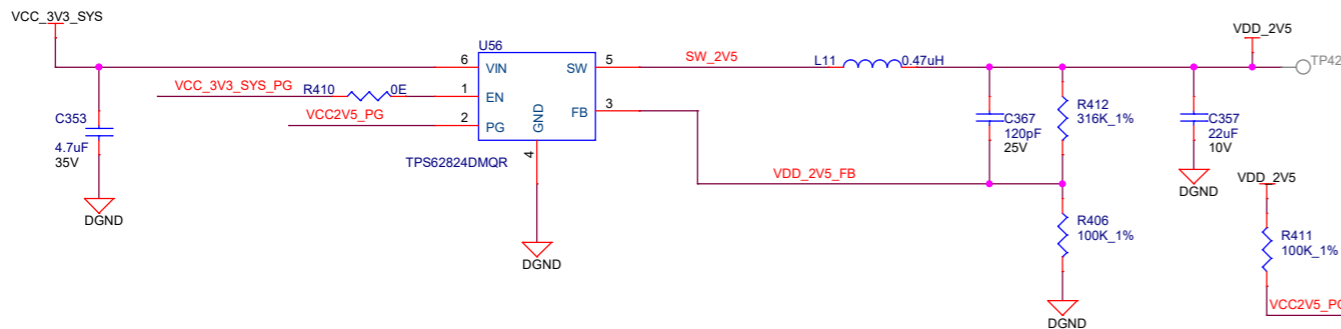 VCC_3V3_SYS
VDD_2V5
U56
6
VIN
SW
5
SW_2V5
L11
0.47uH
TP42
VCC_3V3_SYS_PG
R410
0E
1
EN
FB
3
C353
4.7uF
35V
VCC2V5_PG
2
PG
GND
4
TPS62824DMQR
C367
120pF
25V
R412
316K_1%
C357
22uF
10V
VDD_2V5_FB
DGND
DGND
VDD_2V5
DGND
R406
100K_1%
R411
100K_1%
DGND
VCC2V5_PG